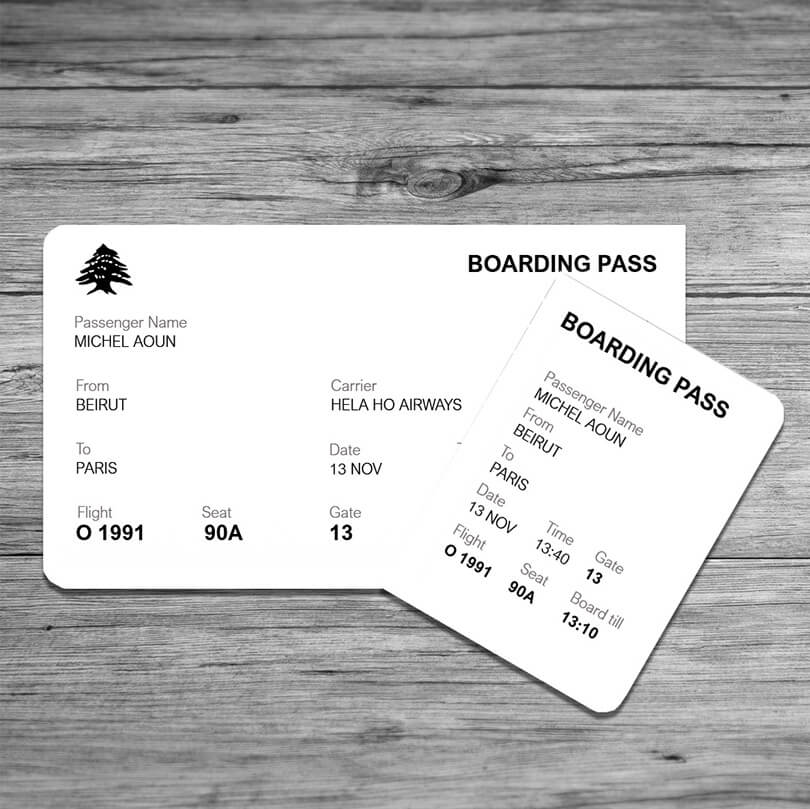 BOARDING PASS
Passenger Name
MICHEL AOUN
From
BEIRUT
Carrier
HELA HO AIRWAYS
To
PARIS
Date
13 NOV
Flight
Seat
Gate
O 1991
90A
13
BOARDING PASS
Passenger Name
MICHEL AOUN
From
BEIRUT
To
PARIS
Date
Time
Gate
13 NOV
13:40
13
Flight
Seat
Board till
O 1991
90A
13:10